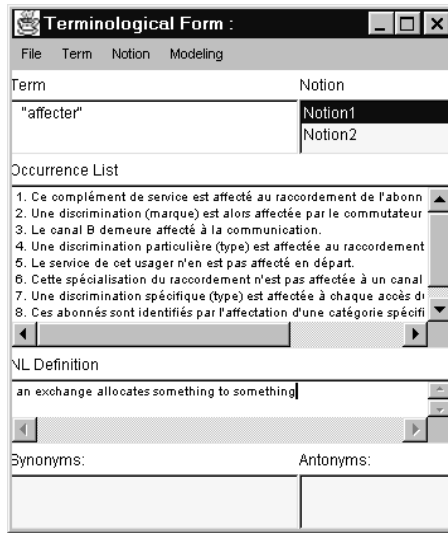 Terminological Form :
File Term Notion Modeling
Term Notion
"affecter" Notion1
Notion2
Occurrence List
1. Ce complément de service est affecté au raccordement de l'abonn
2. Une discrimination (marque) est alors affectée par le commutateur
3. Le canal B demeure affecté à la communication.
4. Une discrimination particulière (type) est affectée au raccordement
5. Le service de cet usager n'en est pas affecté en départ.
6. Cette spécialisation du raccordement n'est pas affectée à un canal
7. Une discrimination spécifique (type) est affectée à chaque accès du
8. Ces abonnés sont identifiés par l'affectation d'une catégorie spécifi
NL Definition
an exchange allocates something to something
Synonyms: Antonyms: